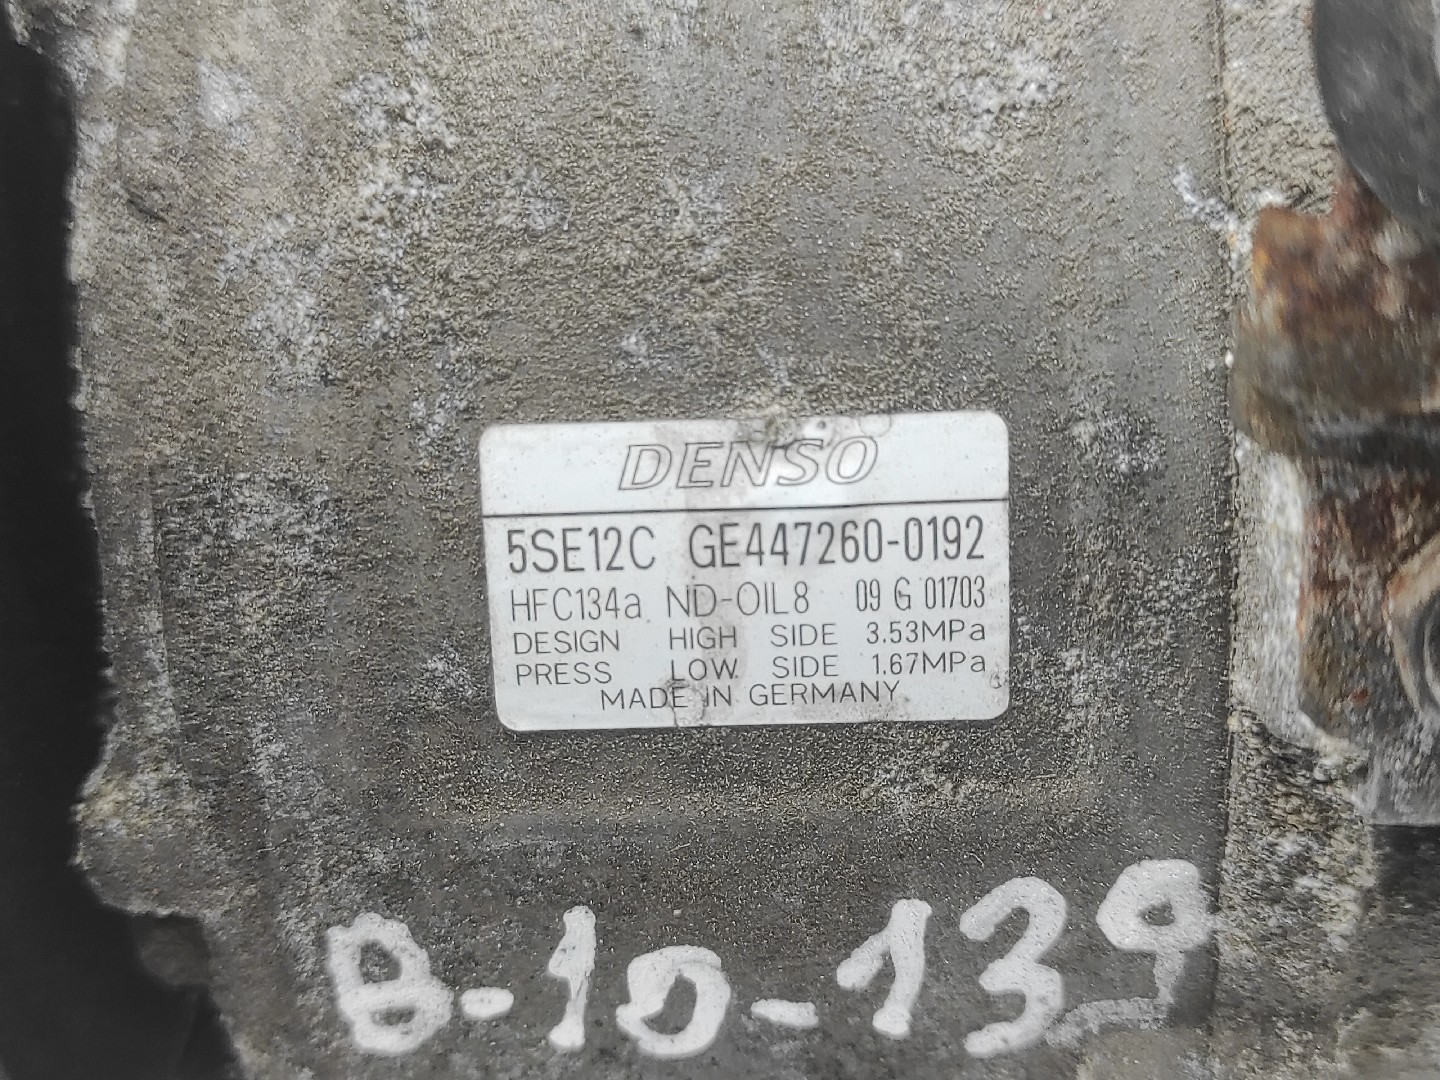 DENSO
5SE12C GE447260-0192
HFC134a ND-OIL8 09 G 01703
DESIGN HIGH SIDE 3.53MPa
PRESS LOW SIDE 1.67MPa
MADE IN GERMANY
B-10-139